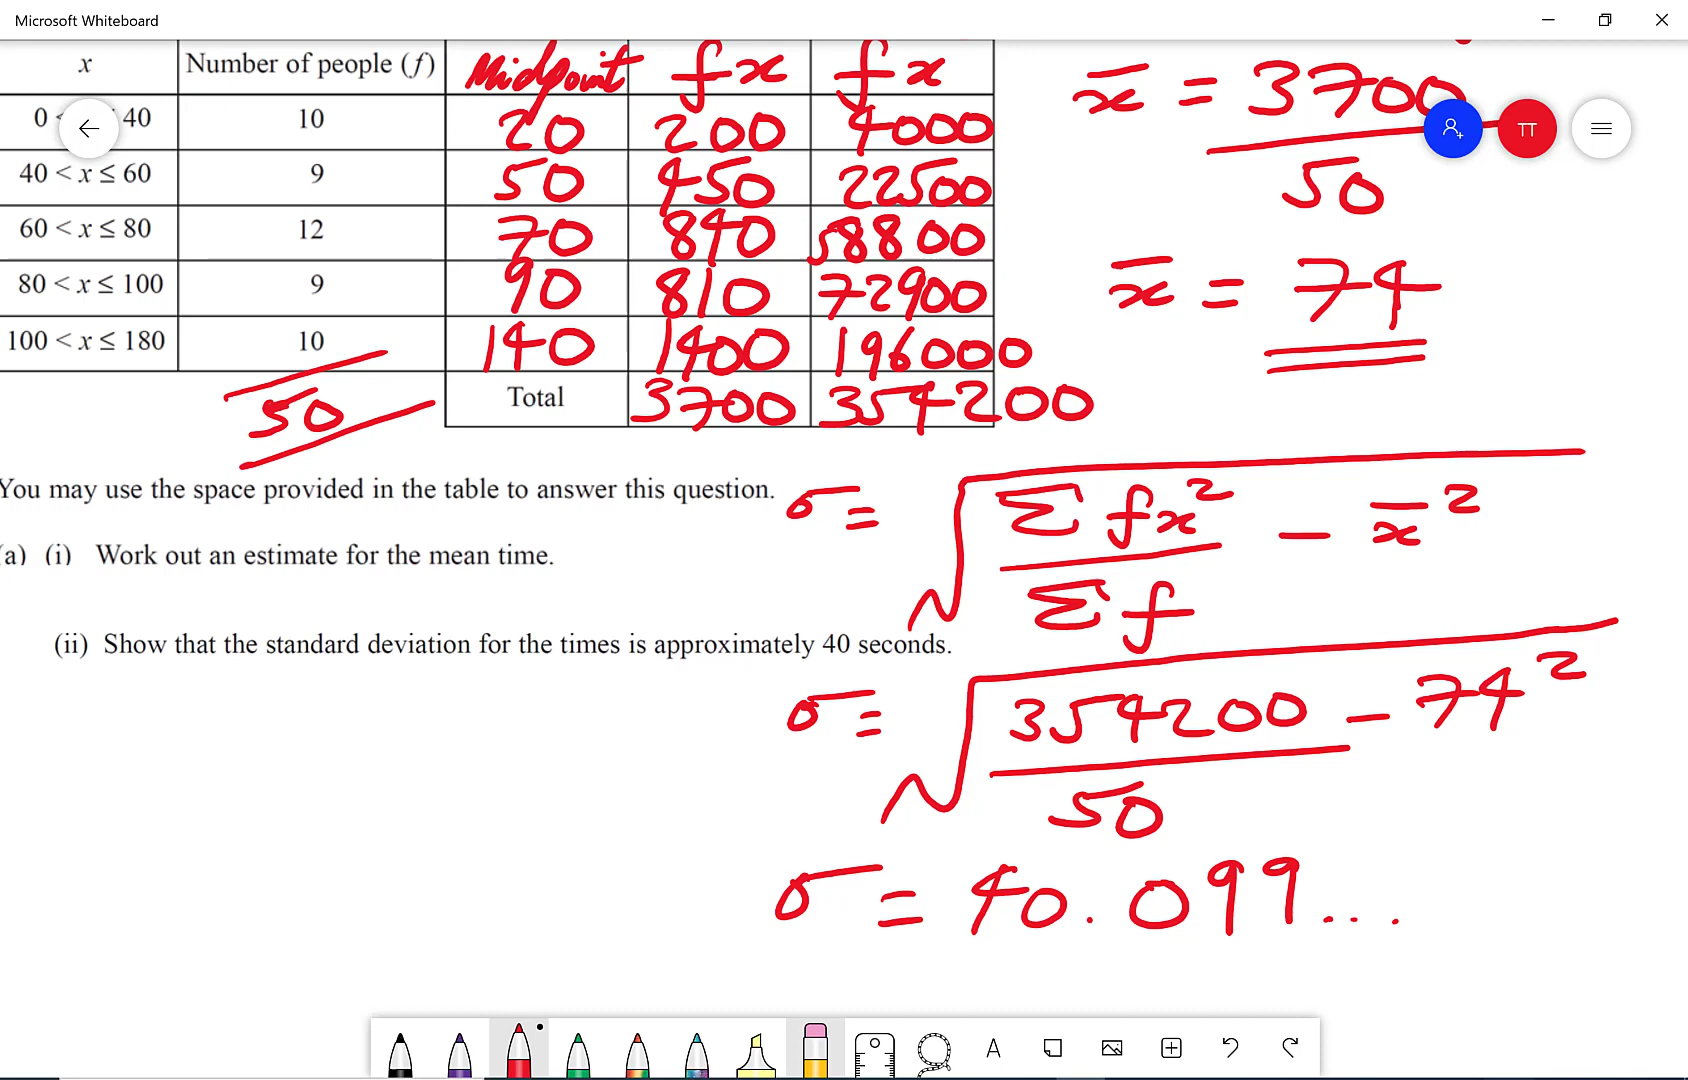 Microsoft Whiteboard
x Number of people (f) Midpoint fx fx
0 < 40 10 20 200 4000
40 < x ≤ 60 9 50 450 22500
60 < x ≤ 80 12 70 840 58800
80 < x ≤ 100 9 90 810 72900
100 < x ≤ 180 10 140 1400 196000
50 Total 3700 354200
x̄ = 3700
50
x̄ = 74
You may use the space provided in the table to answer this question.
(a) (i) Work out an estimate for the mean time.
(ii) Show that the standard deviation for the times is approximately 40 seconds.
σ = √ Σfx² / Σf − x̄²
σ = √ 354200 / 50 − 74²
σ = 40.099....
TT
A